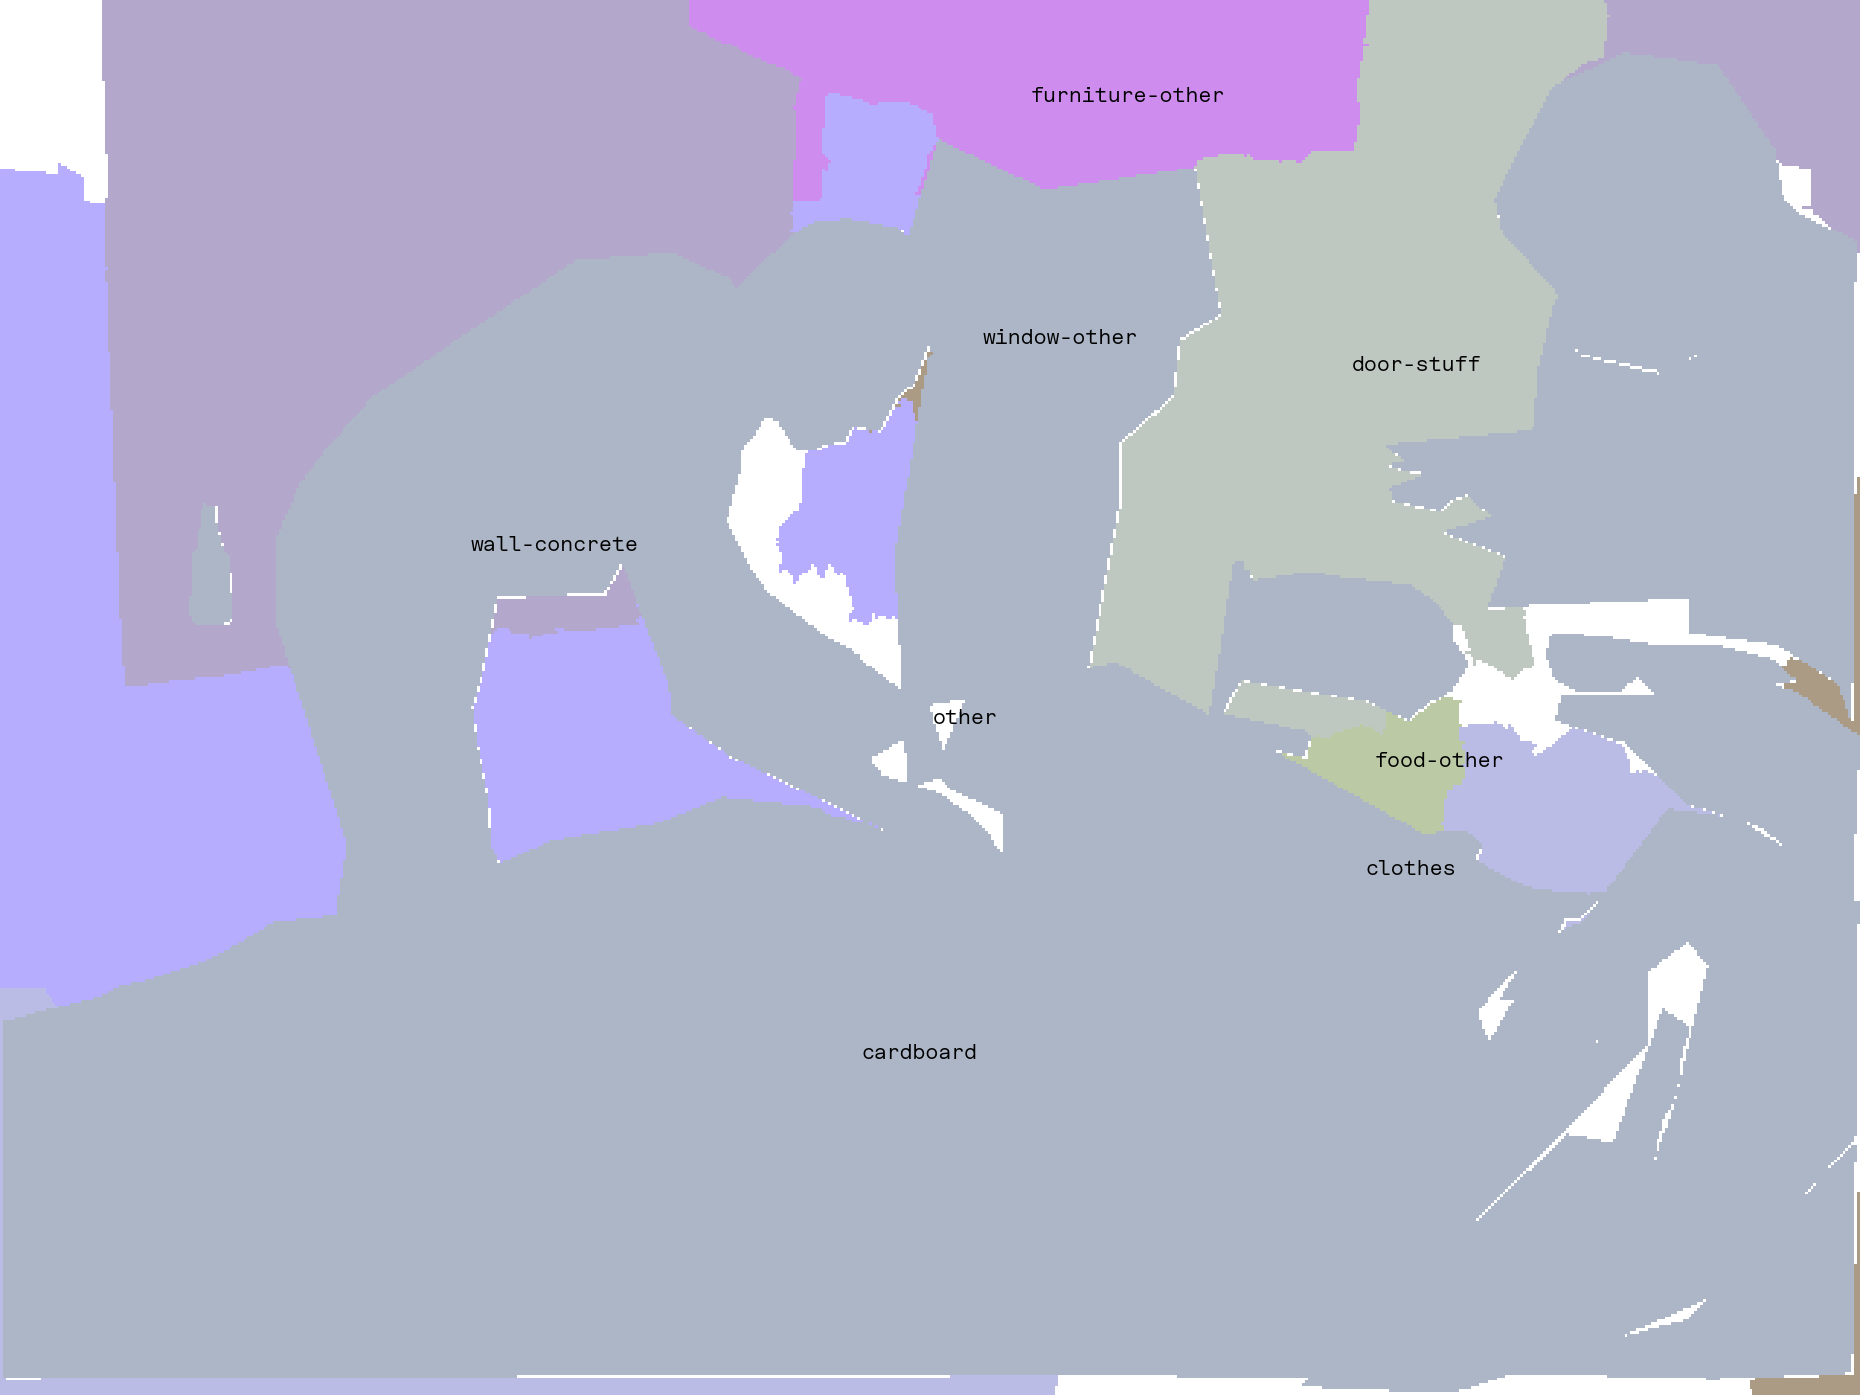 furniture-other
window-other
door-stuff
wall-concrete
other
food-other
clothes
cardboard